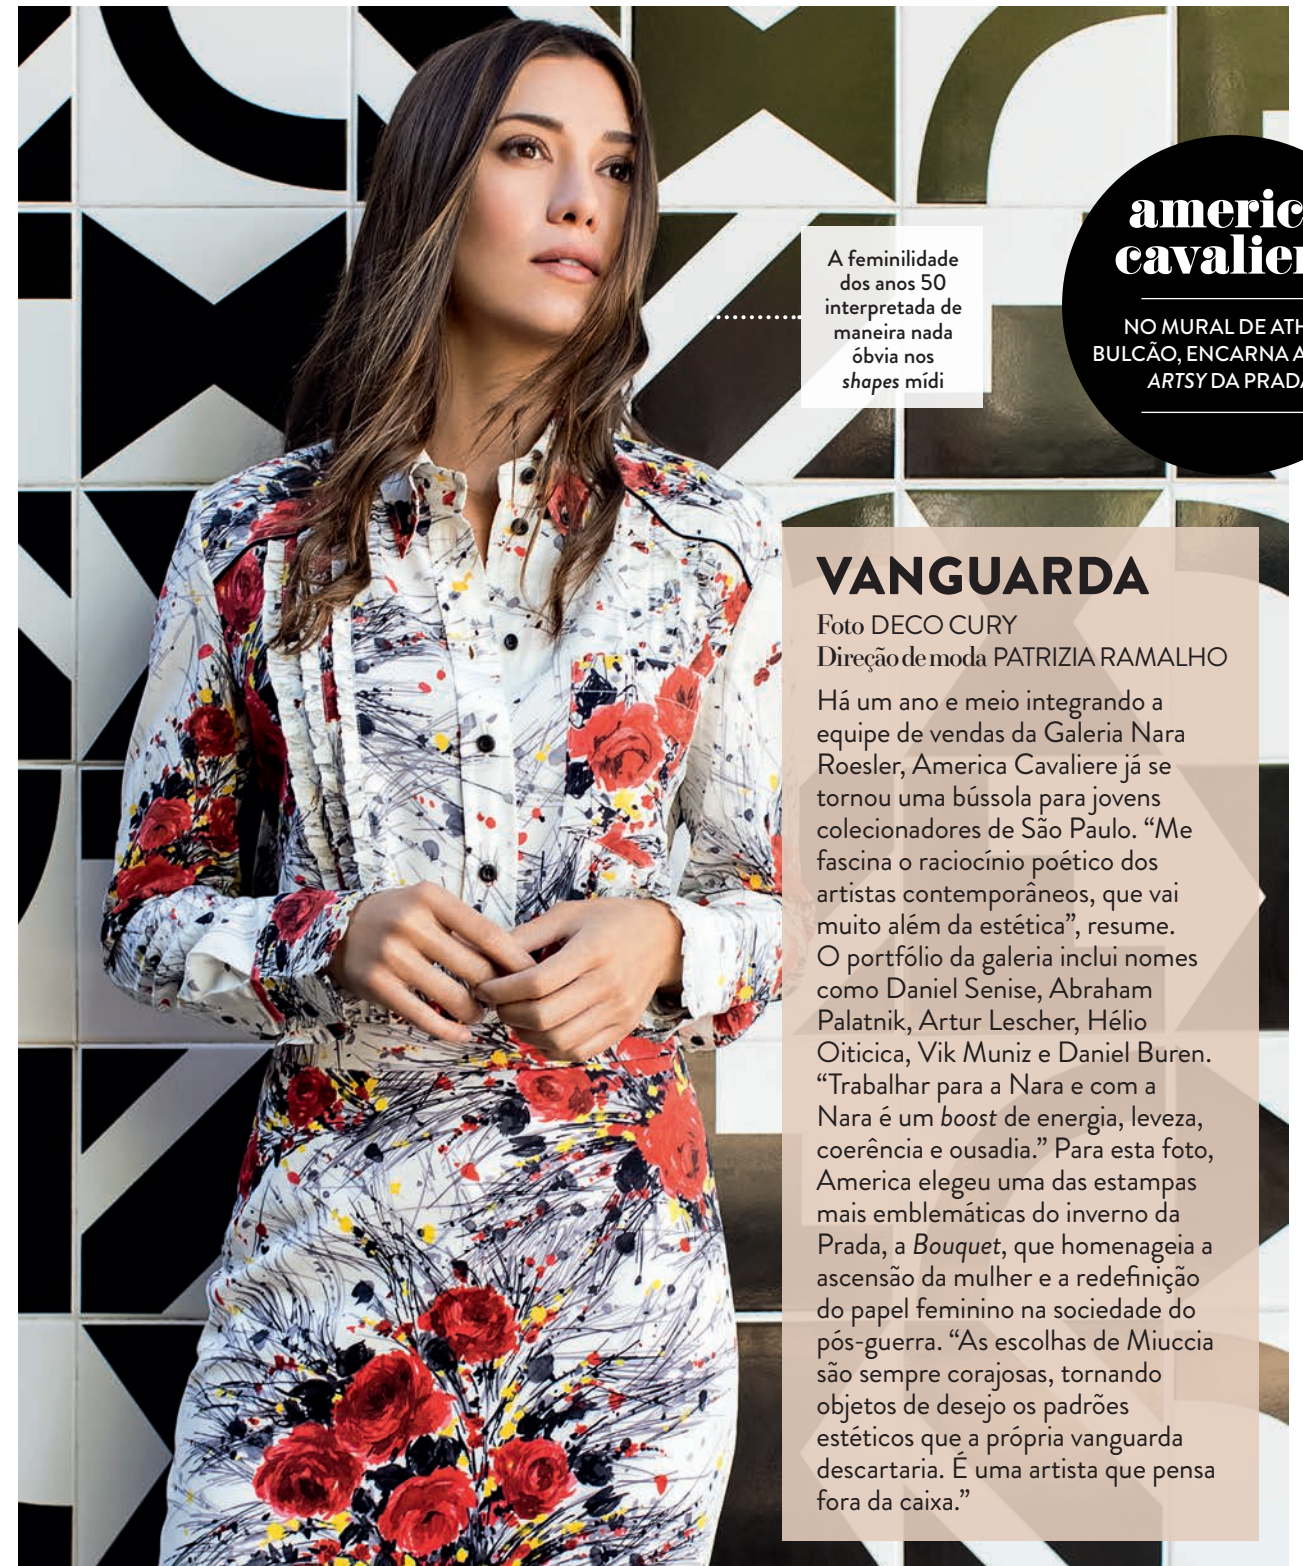 A feminilidade
dos anos 50
interpretada de
maneira nada
óbvia nos
shapes mídi
americ
cavalier
NO MURAL DE ATH
BULCÃO, ENCARNA A
ARTSY DA PRADA
VANGUARDA
Foto DECO CURY
Direção de moda PATRIZIA RAMALHO
Há um ano e meio integrando a
equipe de vendas da Galeria Nara
Roesler, America Cavaliere já se
tornou uma bússola para jovens
colecionadores de São Paulo. “Me
fascina o raciocínio poético dos
artistas contemporâneos, que vai
muito além da estética”, resume.
O portfólio da galeria inclui nomes
como Daniel Senise, Abraham
Palatnik, Artur Lescher, Hélio
Oiticica, Vik Muniz e Daniel Buren.
“Trabalhar para a Nara e com a
Nara é um boost de energia, leveza,
coerência e ousadia.” Para esta foto,
America elegeu uma das estampas
mais emblemáticas do inverno da
Prada, a Bouquet, que homenageia a
ascensão da mulher e a redefinição
do papel feminino na sociedade do
pós-guerra. “As escolhas de Miuccia
são sempre corajosas, tornando
objetos de desejo os padrões
estéticos que a própria vanguarda
descartaria. É uma artista que pensa
fora da caixa.”